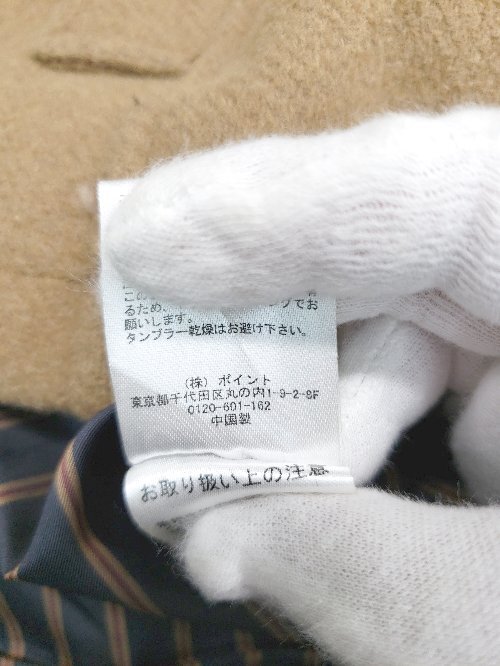 この
るため、 グでお
願いします。
タンブラー乾燥はお避け下さい。
(株) ポイント
東京都千代田区丸の内1-9-2-8F
0120-601-162
中国製
お取り扱い上の注意